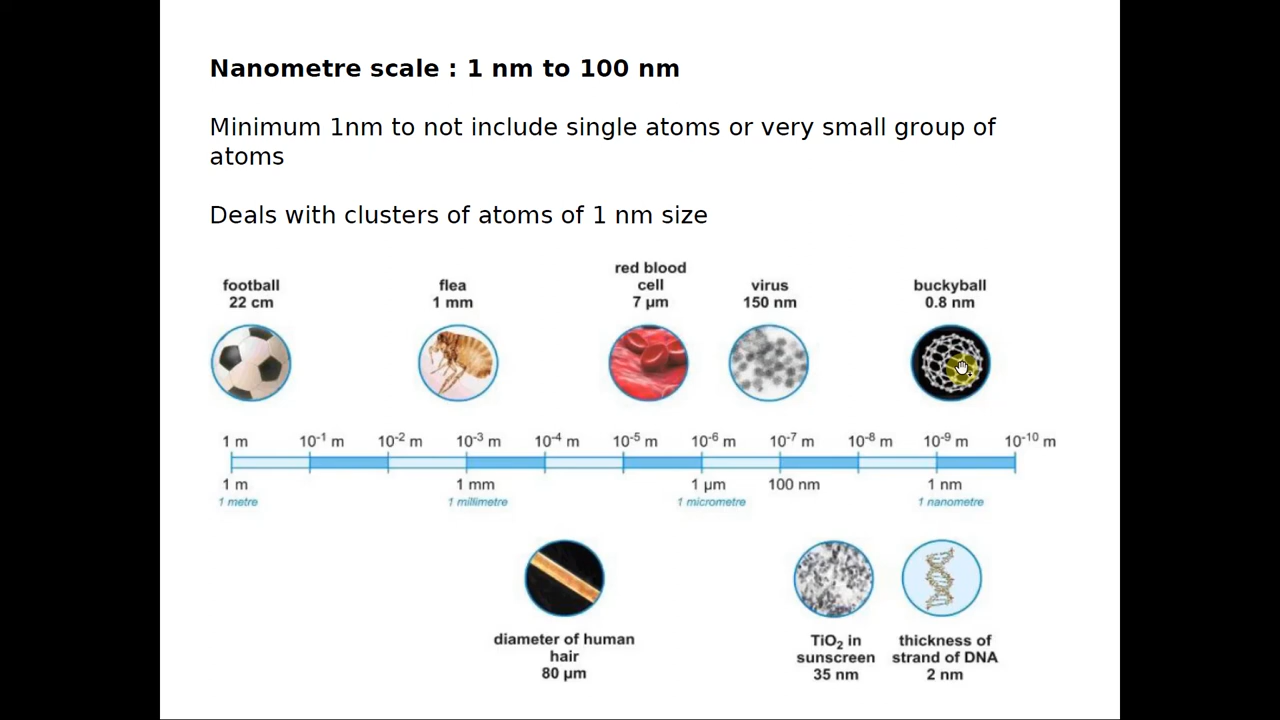 Nanometre scale : 1 nm to 100 nm
Minimum 1nm to not include single atoms or very small group of
atoms
Deals with clusters of atoms of 1 nm size
football
22 cm
flea
1 mm
red blood
cell
7 µm
virus
150 nm
buckyball
0.8 nm
1 m 10⁻¹ m 10⁻² m 10⁻³ m 10⁻⁴ m 10⁻⁵ m 10⁻⁶ m 10⁻⁷ m 10⁻⁸ m 10⁻⁹ m 10⁻¹⁰ m
1 m 1 mm 1 µm 100 nm 1 nm
1 metre 1 millimetre 1 micrometre 1 nanometre
diameter of human
hair
80 µm
TiO₂ in
sunscreen
35 nm
thickness of
strand of DNA
2 nm